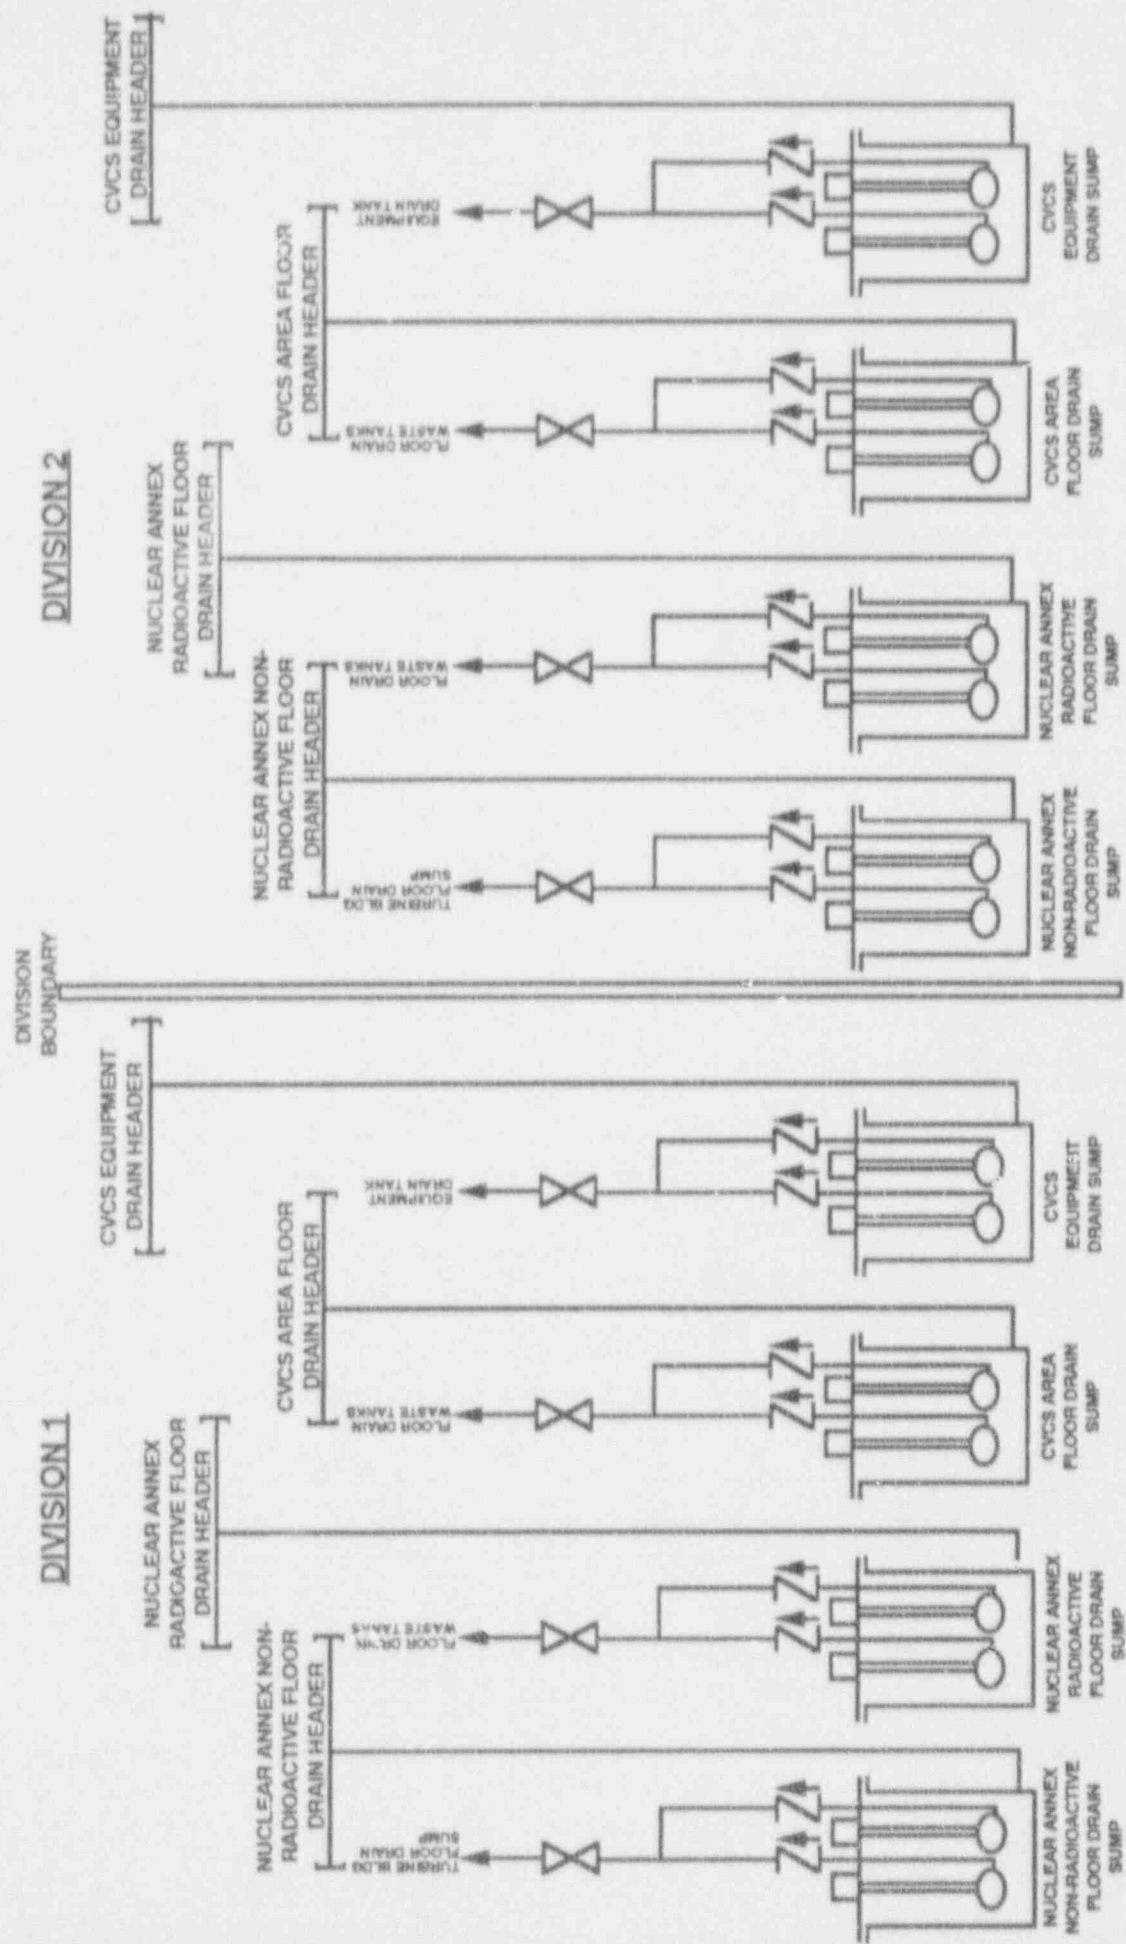 DIVISION 1
NUCLEAR ANNEX NON-
RADIOACTIVE FLOOR
DRAIN HEADER
TURBINE BLDG
FLOOR DRAIN
SUMP
NUCLEAR ANNEX
NON-RADIOACTIVE
FLOOR DRAIN
SUMP
NUCLEAR ANNEX
RADIOACTIVE FLOOR
DRAIN HEADER
FLOOR DRAIN
WASTE TANKS
NUCLEAR ANNEX
RADIOACTIVE
FLOOR DRAIN
SUMP
CVCS AREA FLOOR
DRAIN HEADER
FLOOR DRAIN
WASTE TANKS
CVCS AREA
FLOOR DRAIN
SUMP
CVCS EQUIPMENT
DRAIN HEADER
EQUIPMENT
DRAIN TANK
CVCS
EQUIPMENT
DRAIN SUMP
DIVISION
BOUNDARY
DIVISION 2
NUCLEAR ANNEX NON-
RADIOACTIVE FLOOR
DRAIN HEADER
TURBINE BLDG
FLOOR DRAIN
SUMP
NUCLEAR ANNEX
NON-RADIOACTIVE
FLOOR DRAIN
SUMP
NUCLEAR ANNEX
RADIOACTIVE FLOOR
DRAIN HEADER
FLOOR DRAIN
WASTE TANKS
NUCLEAR ANNEX
RADIOACTIVE
FLOOR DRAIN
SUMP
CVCS AREA FLOOR
DRAIN HEADER
FLOOR DRAIN
WASTE TANKS
CVCS AREA
FLOOR DRAIN
SUMP
CVCS EQUIPMENT
DRAIN HEADER
EQUIPMENT
DRAIN TANK
CVCS
EQUIPMENT
DRAIN SUMP